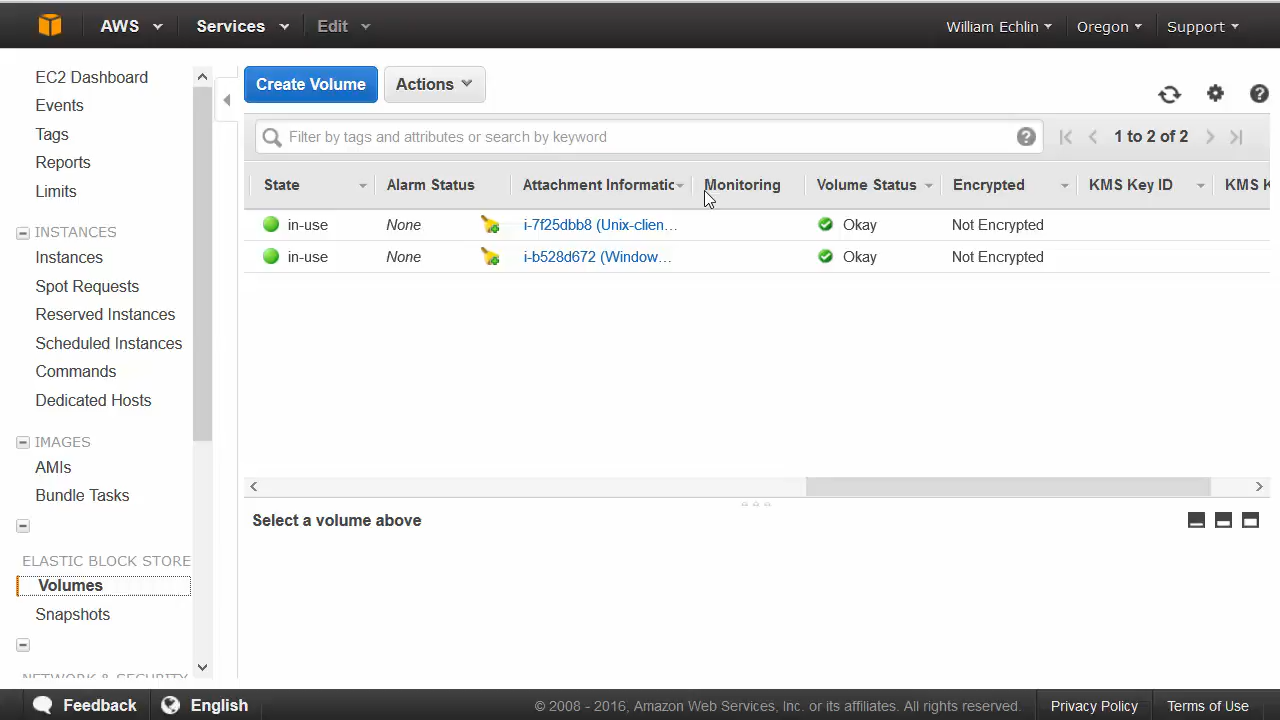 AWS Services Edit William Echlin Oregon Support
EC2 Dashboard
Events
Tags
Reports
Limits
INSTANCES
Instances
Spot Requests
Reserved Instances
Scheduled Instances
Commands
Dedicated Hosts
IMAGES
AMIs
Bundle Tasks
ELASTIC BLOCK STORE
Volumes
Snapshots
NETWORK & SECURITY
Create Volume Actions
Filter by tags and attributes or search by keyword 1 to 2 of 2
State Alarm Status Attachment Informatic Monitoring Volume Status Encrypted KMS Key ID KMS K
in-use None i-7f25dbb8 (Unix-clien... Okay Not Encrypted
in-use None i-b528d672 (Window... Okay Not Encrypted
Select a volume above
Feedback English © 2008 - 2016, Amazon Web Services, Inc. or its affiliates. All rights reserved. Privacy Policy Terms of Use